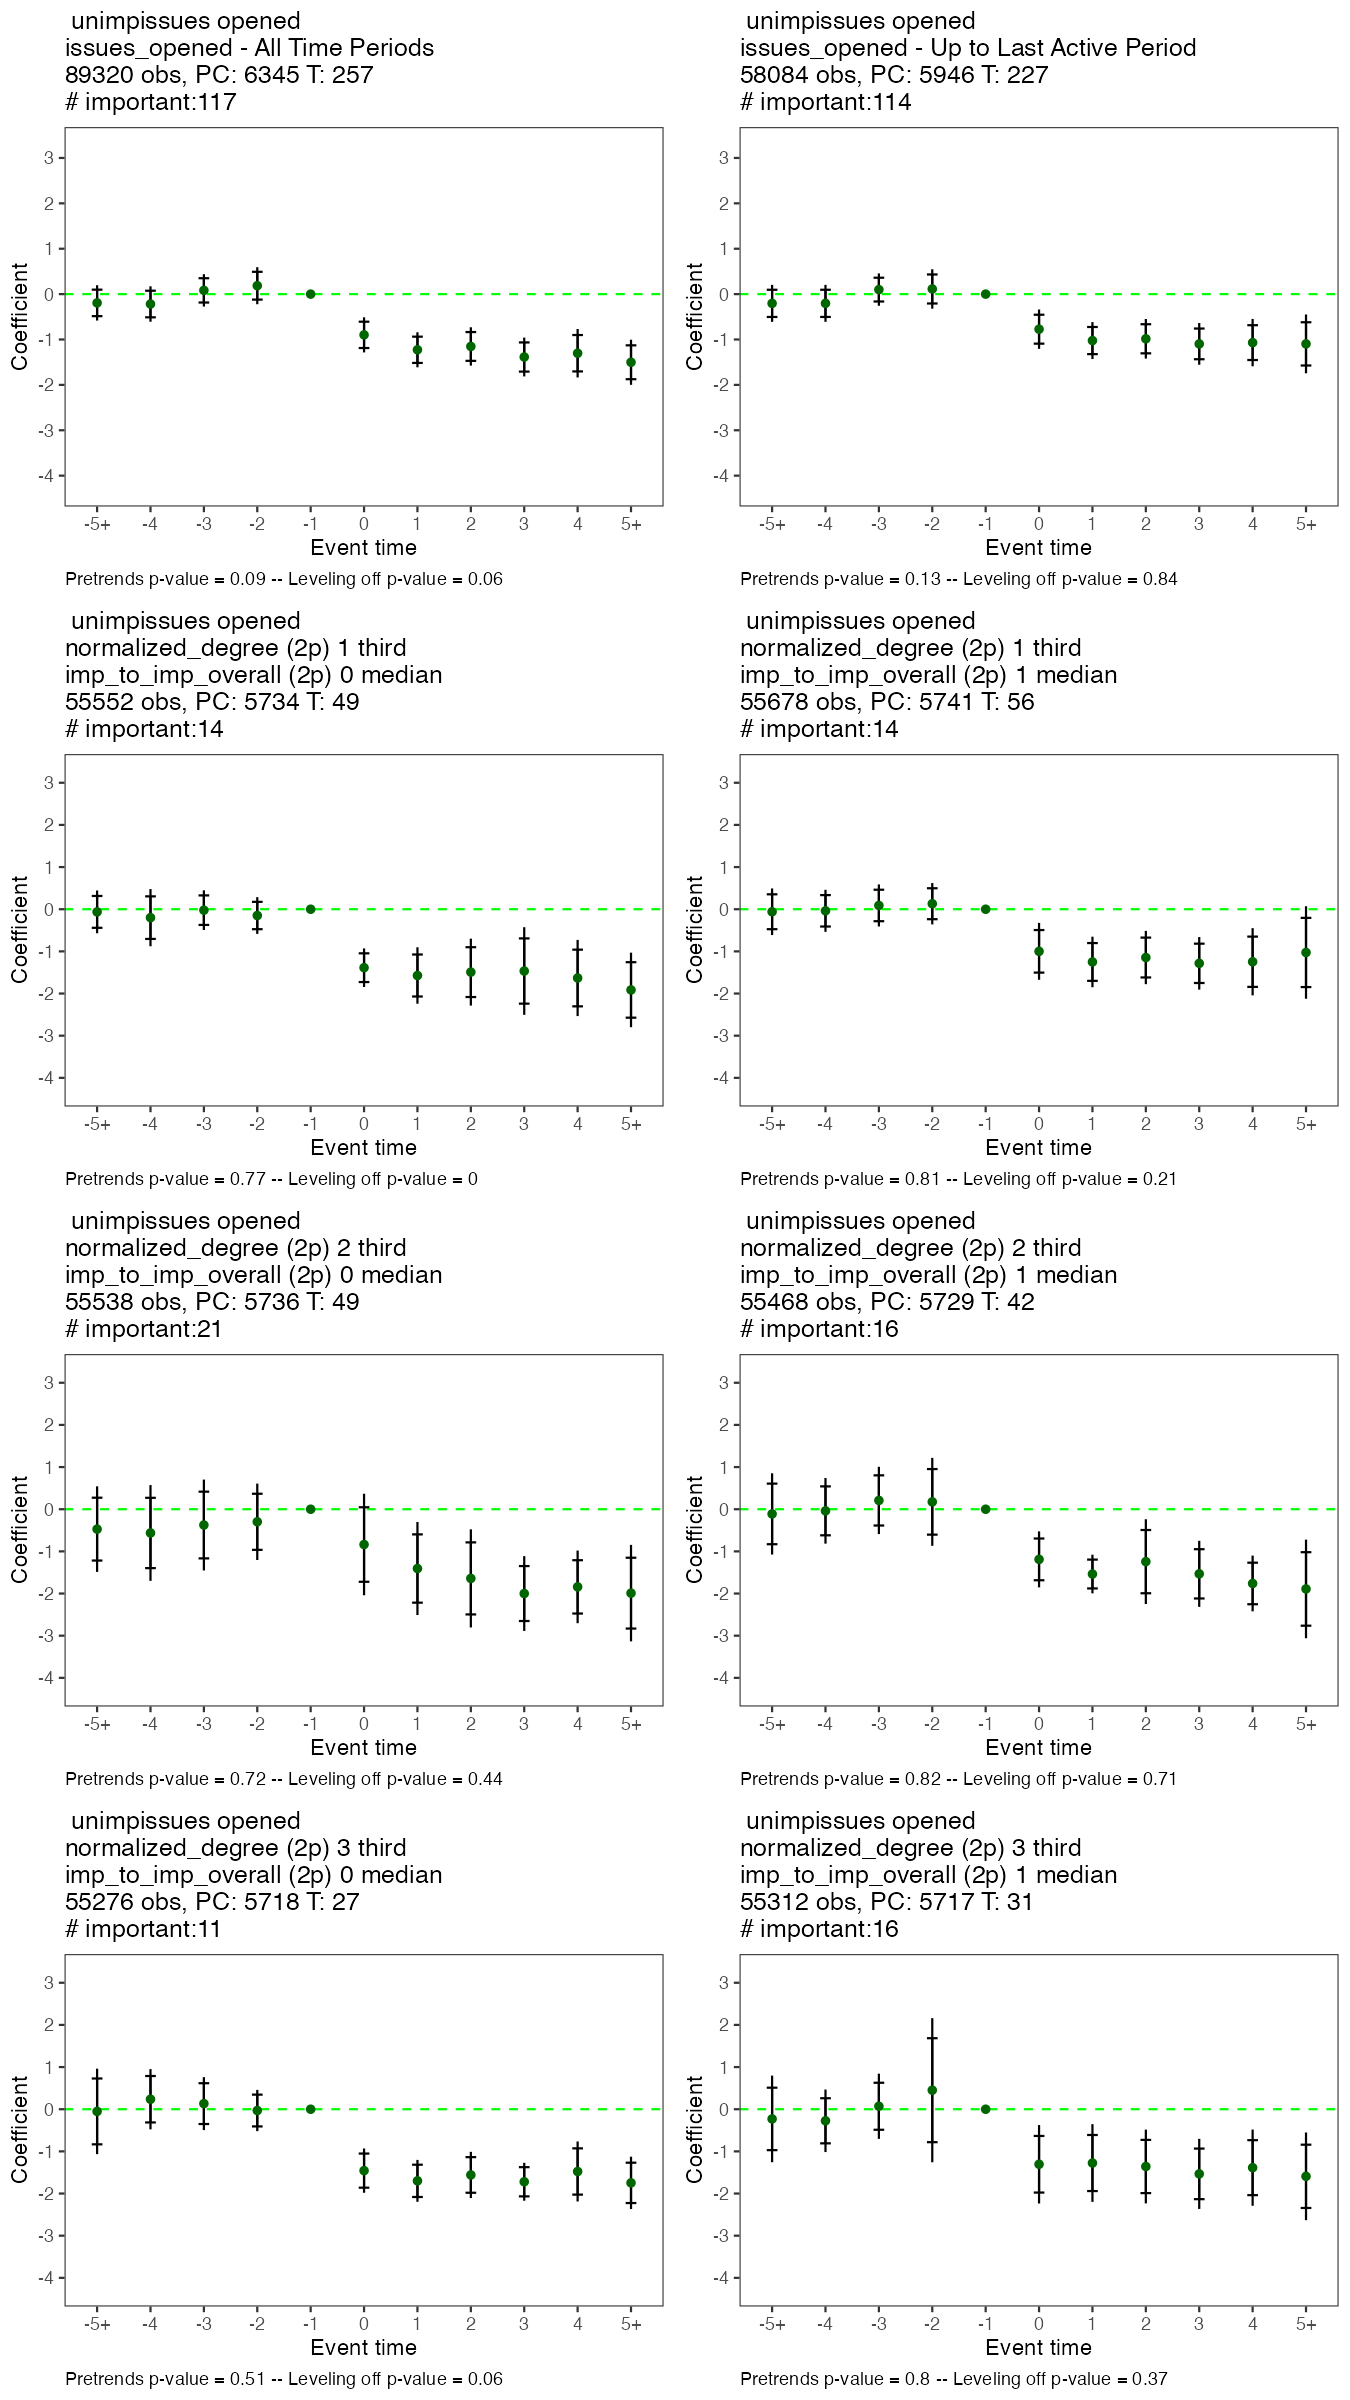 unimpissues opened
issues_opened - All Time Periods
89320 obs, PC: 6345 T: 257
# important:117
3
2
1
0
-1
-2
-3
-4
Coefficient
-5+ -4 -3 -2 -1 0 1 2 3 4 5+
Event time
Pretrends p-value = 0.09 -- Leveling off p-value = 0.06
unimpissues opened
issues_opened - Up to Last Active Period
58084 obs, PC: 5946 T: 227
# important:114
3
2
1
0
-1
-2
-3
-4
Coefficient
-5+ -4 -3 -2 -1 0 1 2 3 4 5+
Event time
Pretrends p-value = 0.13 -- Leveling off p-value = 0.84
unimpissues opened
normalized_degree (2p) 1 third
imp_to_imp_overall (2p) 0 median
55552 obs, PC: 5734 T: 49
# important:14
3
2
1
0
-1
-2
-3
-4
Coefficient
-5+ -4 -3 -2 -1 0 1 2 3 4 5+
Event time
Pretrends p-value = 0.77 -- Leveling off p-value = 0
unimpissues opened
normalized_degree (2p) 1 third
imp_to_imp_overall (2p) 1 median
55678 obs, PC: 5741 T: 56
# important:14
3
2
1
0
-1
-2
-3
-4
Coefficient
-5+ -4 -3 -2 -1 0 1 2 3 4 5+
Event time
Pretrends p-value = 0.81 -- Leveling off p-value = 0.21
unimpissues opened
normalized_degree (2p) 2 third
imp_to_imp_overall (2p) 0 median
55538 obs, PC: 5736 T: 49
# important:21
3
2
1
0
-1
-2
-3
-4
Coefficient
-5+ -4 -3 -2 -1 0 1 2 3 4 5+
Event time
Pretrends p-value = 0.72 -- Leveling off p-value = 0.44
unimpissues opened
normalized_degree (2p) 2 third
imp_to_imp_overall (2p) 1 median
55468 obs, PC: 5729 T: 42
# important:16
3
2
1
0
-1
-2
-3
-4
Coefficient
-5+ -4 -3 -2 -1 0 1 2 3 4 5+
Event time
Pretrends p-value = 0.82 -- Leveling off p-value = 0.71
unimpissues opened
normalized_degree (2p) 3 third
imp_to_imp_overall (2p) 0 median
55276 obs, PC: 5718 T: 27
# important:11
3
2
1
0
-1
-2
-3
-4
Coefficient
-5+ -4 -3 -2 -1 0 1 2 3 4 5+
Event time
Pretrends p-value = 0.51 -- Leveling off p-value = 0.06
unimpissues opened
normalized_degree (2p) 3 third
imp_to_imp_overall (2p) 1 median
55312 obs, PC: 5717 T: 31
# important:16
3
2
1
0
-1
-2
-3
-4
Coefficient
-5+ -4 -3 -2 -1 0 1 2 3 4 5+
Event time
Pretrends p-value = 0.8 -- Leveling off p-value = 0.37